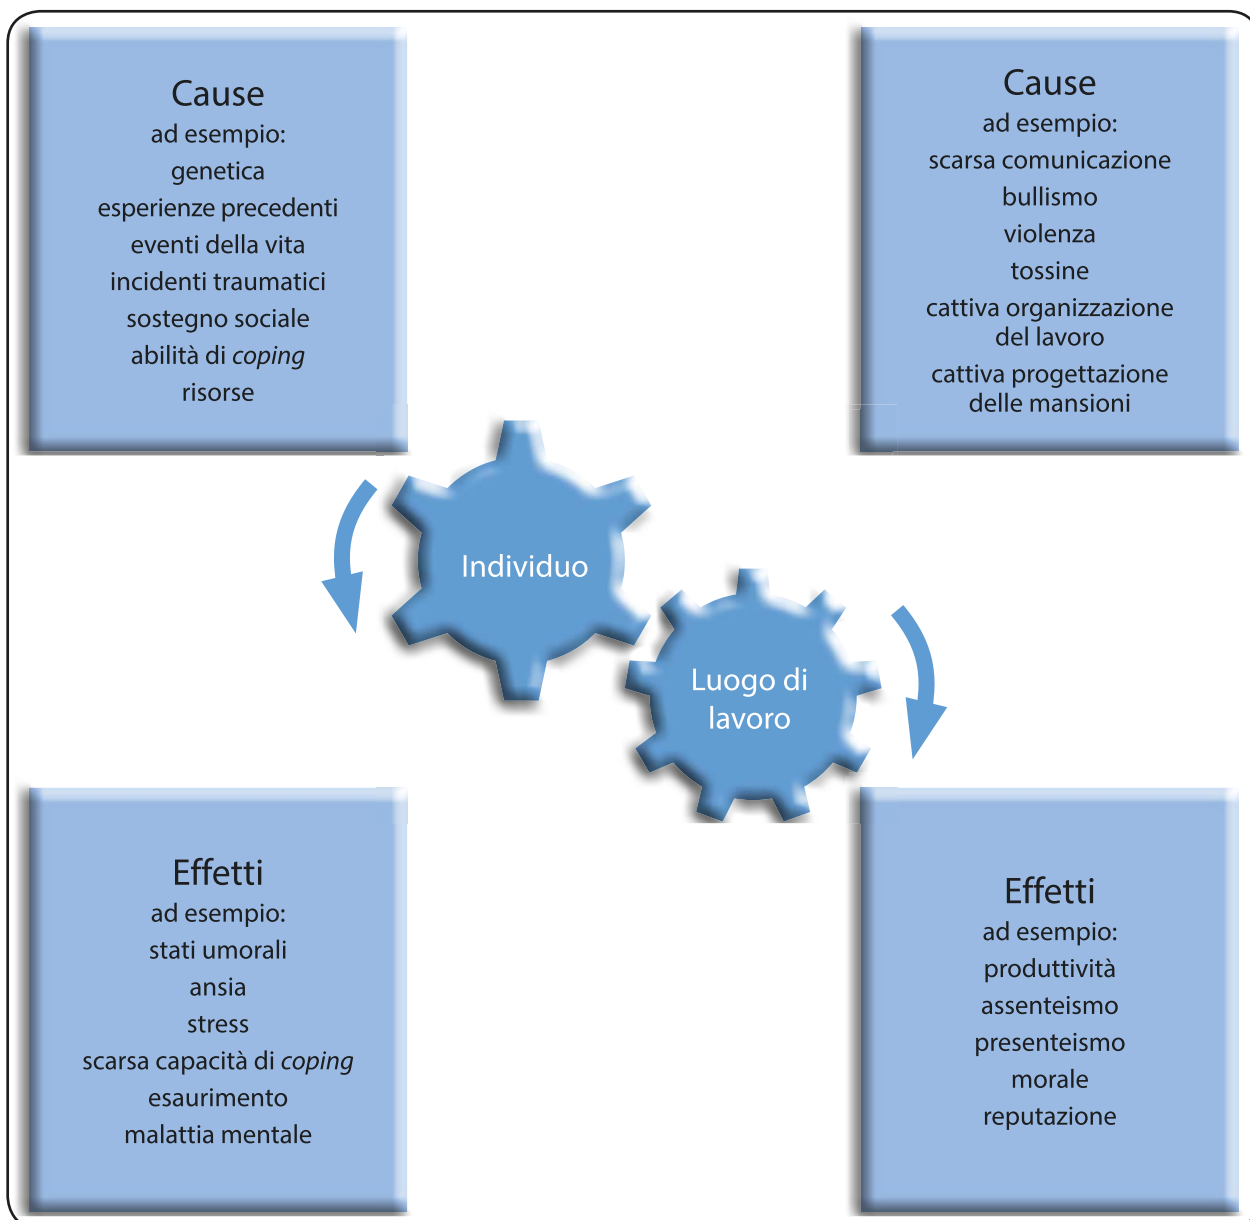 Cause
ad esempio:
genetica
esperienze precedenti
eventi della vita
incidenti traumatici
sostegno sociale
abilità di coping
risorse
Cause
ad esempio:
scarsa comunicazione
bullismo
violenza
tossine
cattiva organizzazione
del lavoro
cattiva progettazione
delle mansioni
Individuo
Luogo di
lavoro
Effetti
ad esempio:
stati umorali
ansia
stress
scarsa capacità di coping
esaurimento
malattia mentale
Effetti
ad esempio:
produttività
assenteismo
presenteismo
morale
reputazione